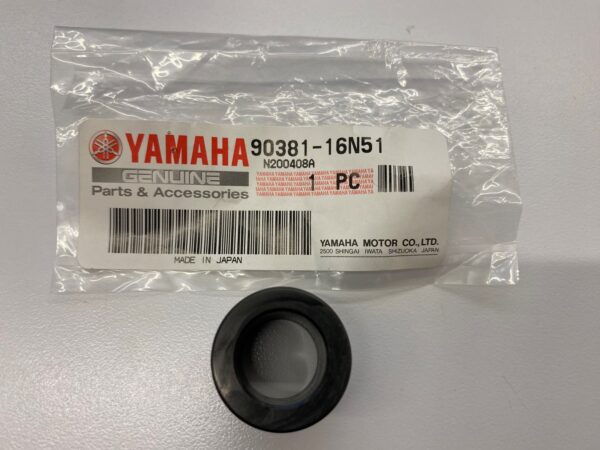 YAMAHA 90381-16N51
GENUINE N200408A
Parts & Accessories 1 PC
MADE IN JAPAN
YAMAHA MOTOR CO., LTD.
2500 SHINGAI IWATA SHIZUOKA JAPAN